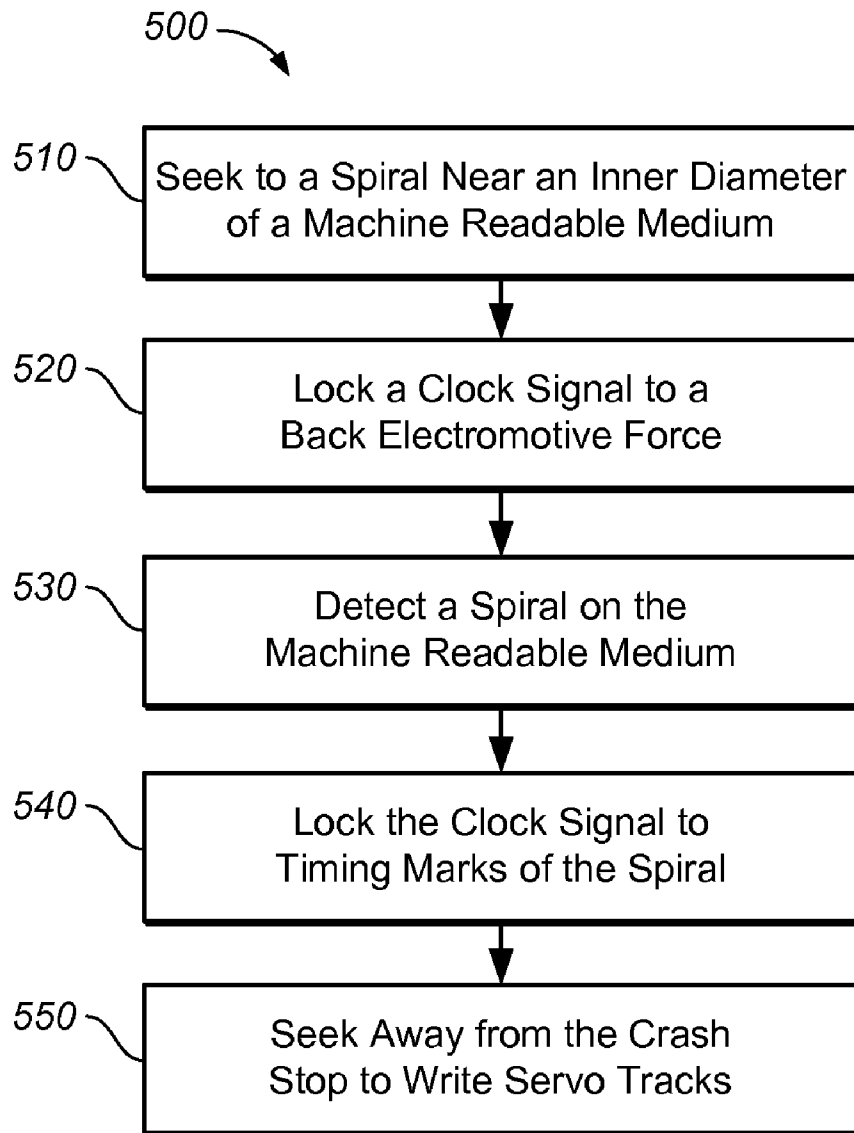 500
510
Seek to a Spiral Near an Inner Diameter
of a Machine Readable Medium
520
Lock a Clock Signal to a
Back Electromotive Force
530
Detect a Spiral on the
Machine Readable Medium
540
Lock the Clock Signal to
Timing Marks of the Spiral
550
Seek Away from the Crash
Stop to Write Servo Tracks